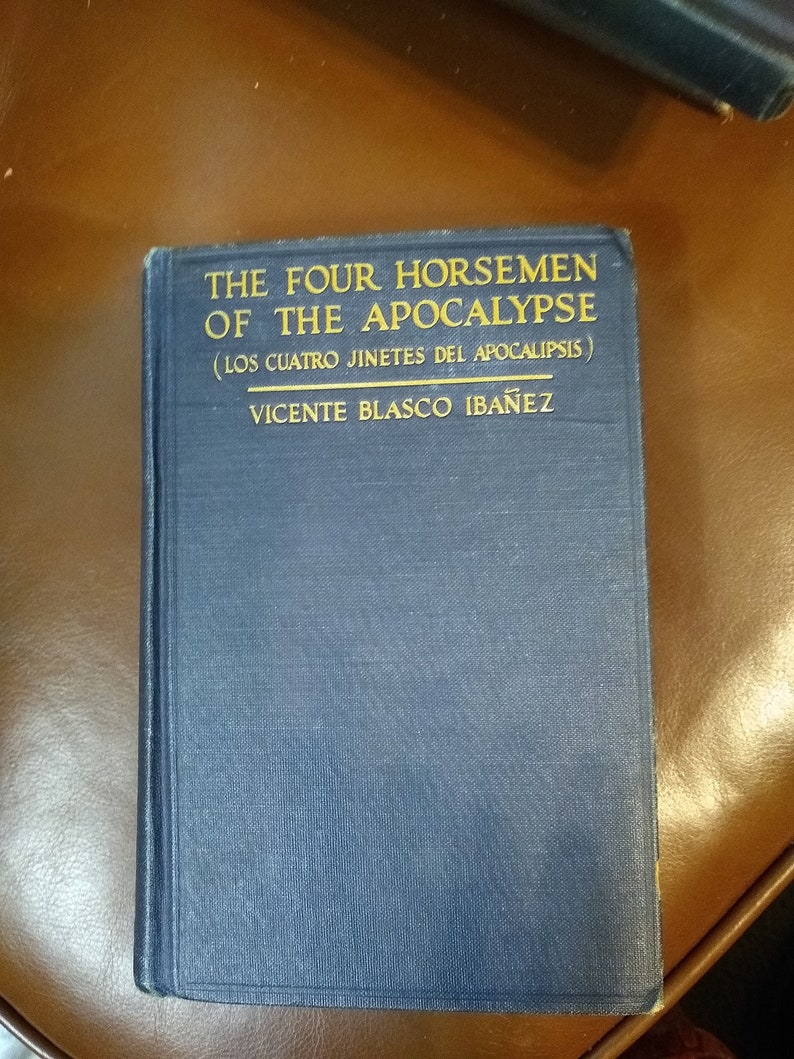 THE FOUR HORSEMEN
OF THE APOCALYPSE
(LOS CUATRO JINETES DEL APOCALIPSIS)
VICENTE BLASCO IBAÑEZ